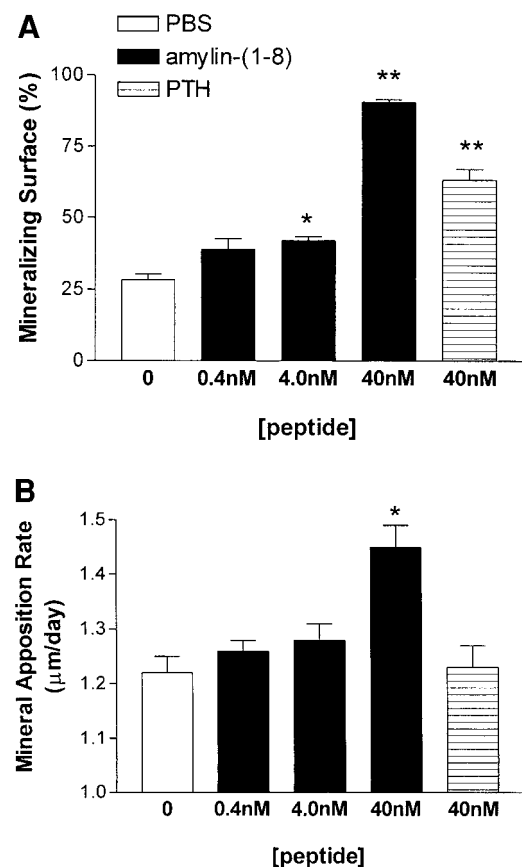 A
PBS
amylin-(1-8)
PTH
Mineralizing Surface (%)
100
75
50
25
0
*
**
**
0 0.4nM 4.0nM 40nM 40nM
[peptide]
B
Mineral Apposition Rate
(μm/day)
1.5
1.4
1.3
1.2
1.1
1.0
*
0 0.4nM 4.0nM 40nM 40nM
[peptide]